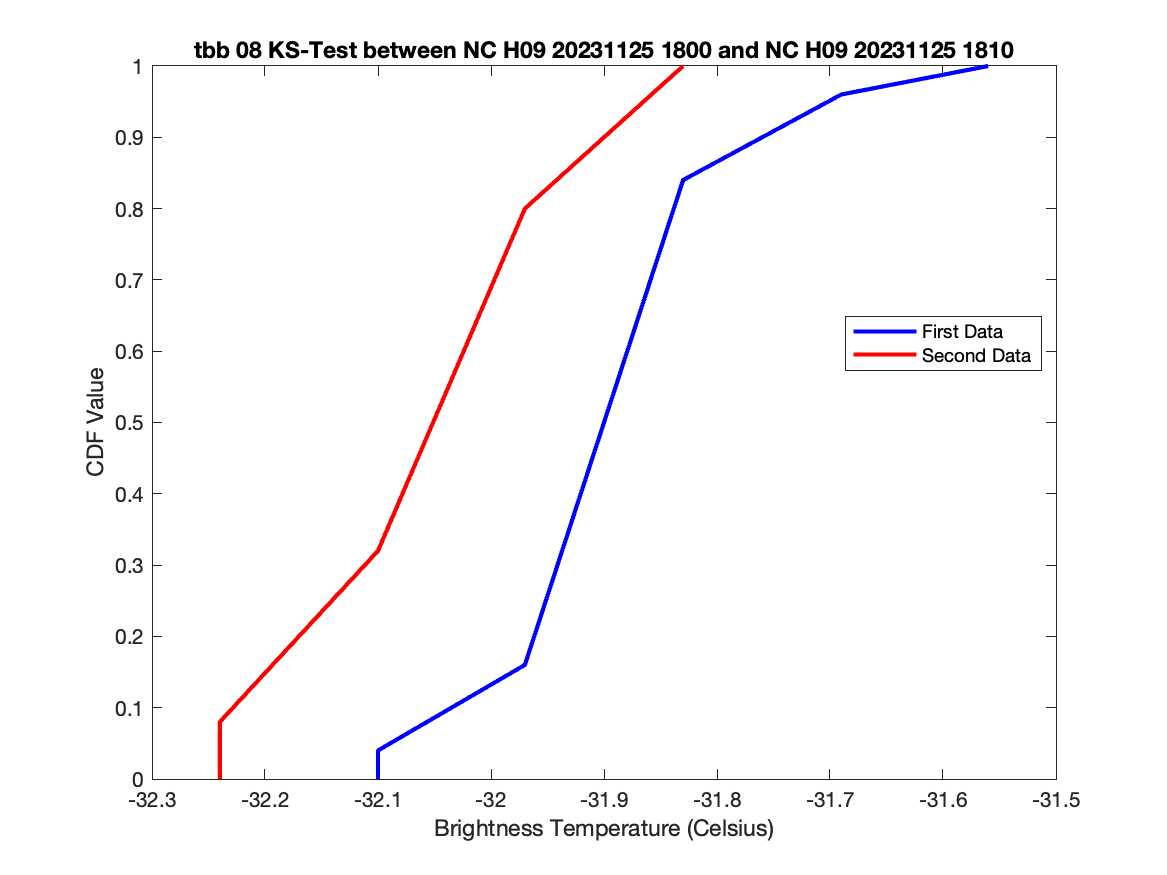 tbb 08 KS-Test between NC H09 20231125 1800 and NC H09 20231125 1810
1
0.9
0.8
0.7
0.6
0.5
0.4
0.3
0.2
0.1
0
CDF Value
First Data
Second Data
-32.3 -32.2 -32.1 -32 -31.9 -31.8 -31.7 -31.6 -31.5
Brightness Temperature (Celsius)